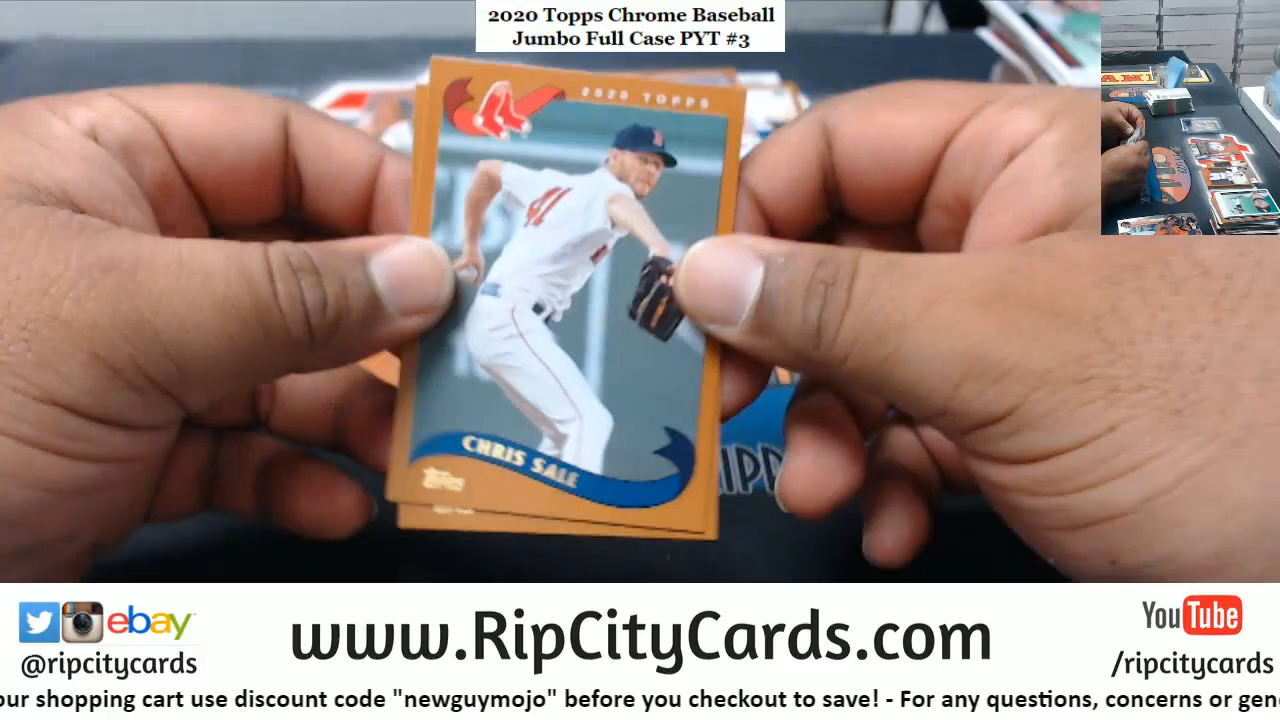 2020 Topps Chrome Baseball
Jumbo Full Case PYT #3
2020 TOPPS
41
CHRIS SALE
Topps
ebay
@ripcitycards
www.RipCityCards.com
YouTube
/ripcitycards
our shopping cart use discount code "newguymojo" before you checkout to save! - For any questions, concerns or gene